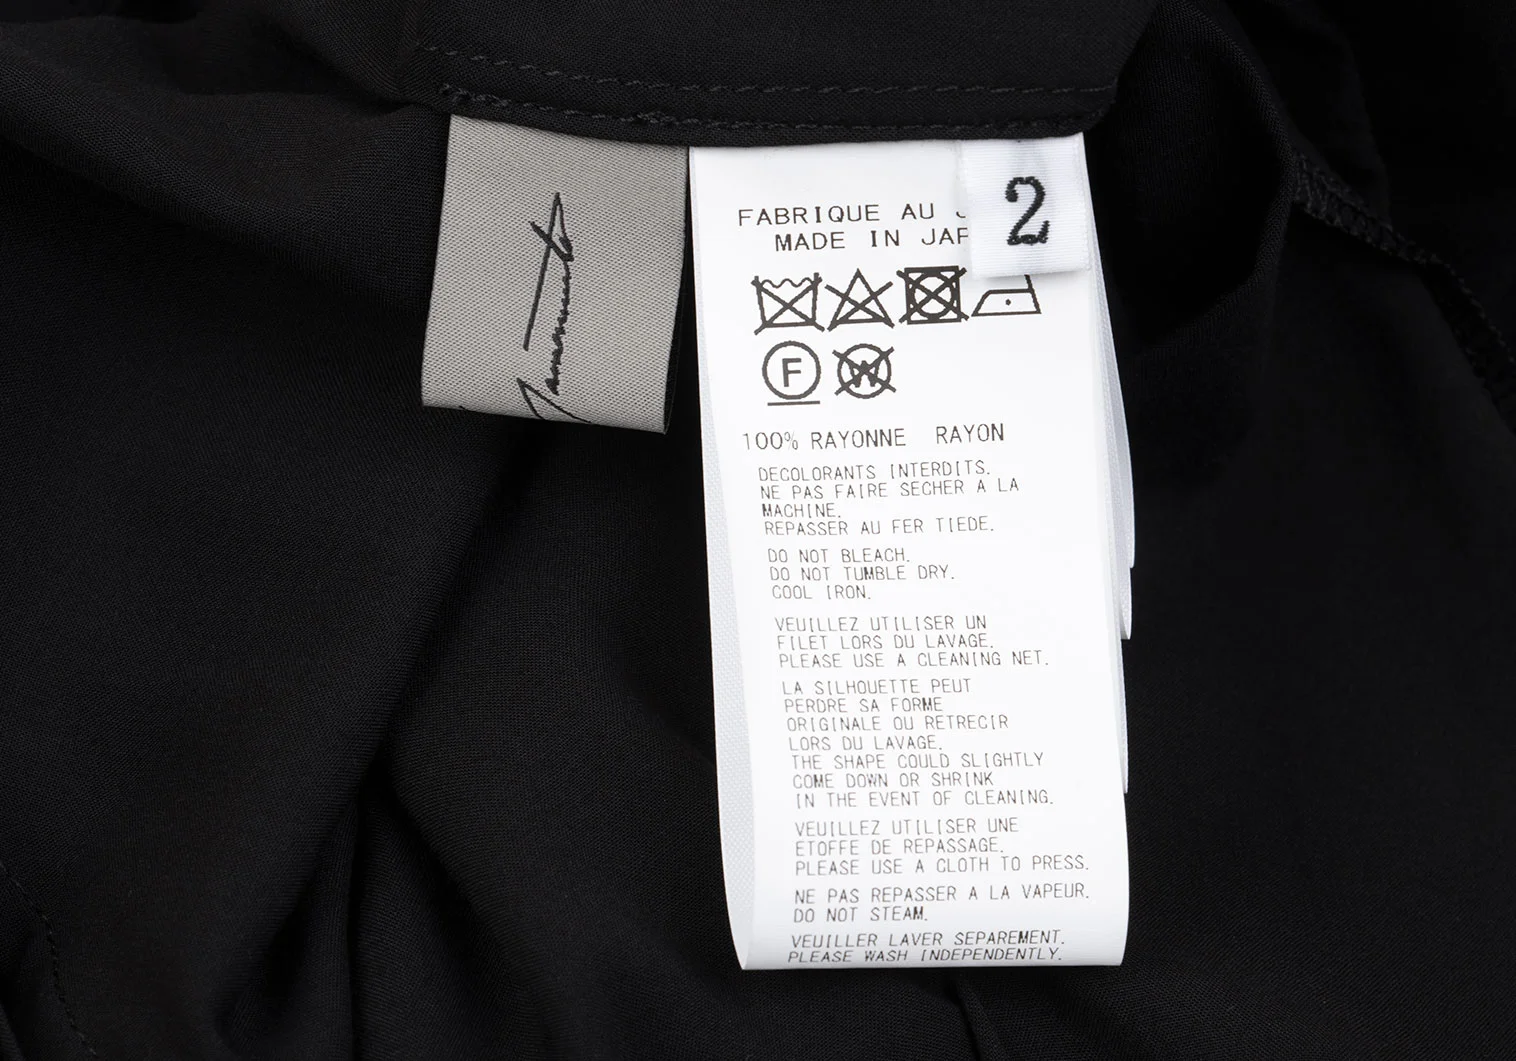 Yamamoto
2
FABRIQUE AU J
MADE IN JAP
F
W
100% RAYONNE RAYON
DECOLORANTS INTERDITS.
NE PAS FAIRE SECHER A LA
MACHINE.
REPASSER AU FER TIEDE.
DO NOT BLEACH.
DO NOT TUMBLE DRY.
COOL IRON.
VEUILLEZ UTILISER UN
FILET LORS DU LAVAGE.
PLEASE USE A CLEANING NET.
LA SILHOUETTE PEUT
PERDRE SA FORME
ORIGINALE OU RETRECIR
LORS DU LAVAGE.
THE SHAPE COULD SLIGHTLY
COME DOWN OR SHRINK
IN THE EVENT OF CLEANING.
VEUILLEZ UTILISER UNE
ETOFFE DE REPASSAGE.
PLEASE USE A CLOTH TO PRESS.
NE PAS REPASSER A LA VAPEUR.
DO NOT STEAM.
VEUILLER LAVER SEPAREMENT.
PLEASE WASH INDEPENDENTLY.